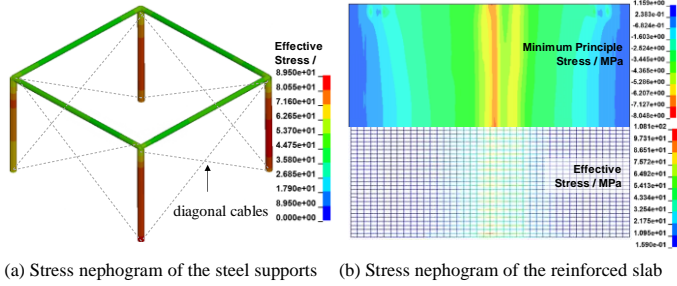 Effective
Stress /
8.950e+01
8.055e+01
7.160e+01
6.265e+01
5.370e+01
4.475e+01
3.580e+01
2.685e+01
1.790e+01
8.950e+00
0.000e+00
diagonal cables
(a) Stress nephogram of the steel supports
Minimum Principle
Stress / MPa
1.159e+00
2.383e-01
-6.824e-01
-1.603e+00
-2.524e+00
-3.445e+00
-4.365e+00
-5.286e+00
-6.207e+00
-7.127e+00
-8.048e+00
Effective
Stress / MPa
1.081e+02
9.731e+01
8.651e+01
7.572e+01
6.492e+01
5.413e+01
4.334e+01
3.254e+01
2.175e+01
1.095e+01
1.590e-01
(b) Stress nephogram of the reinforced slab